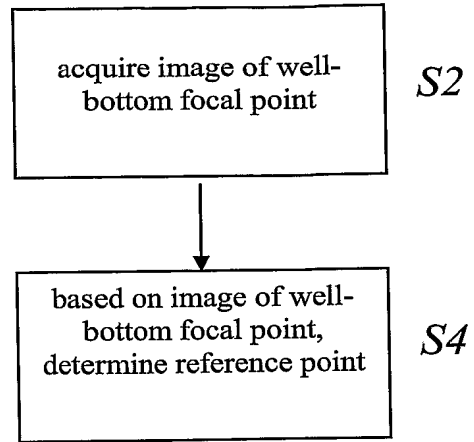 acquire image of well-
bottom focal point
S2
based on image of well-
bottom focal point,
determine reference point
S4